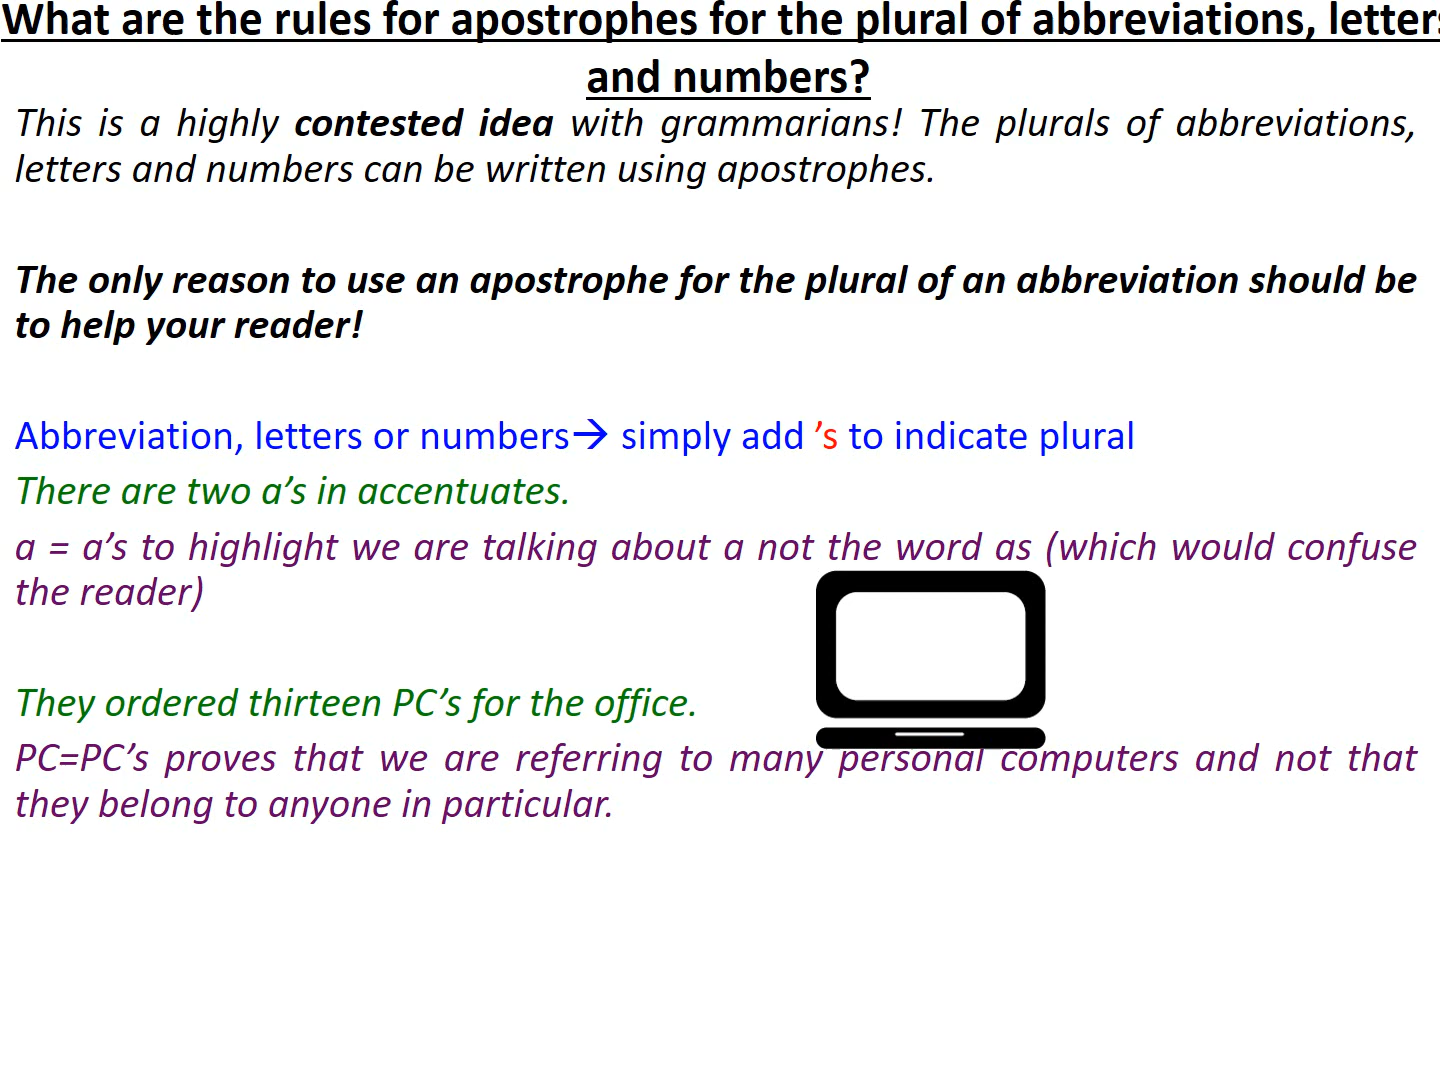 What are the rules for apostrophes for the plural of abbreviations, letters
and numbers?
This is a highly contested idea with grammarians! The plurals of abbreviations,
letters and numbers can be written using apostrophes.
The only reason to use an apostrophe for the plural of an abbreviation should be
to help your reader!
Abbreviation, letters or numbers→ simply add ’s to indicate plural
There are two a’s in accentuates.
a = a’s to highlight we are talking about a not the word as (which would confuse
the reader)
They ordered thirteen PC’s for the office.
PC=PC’s proves that we are referring to many personal computers and not that
they belong to anyone in particular.